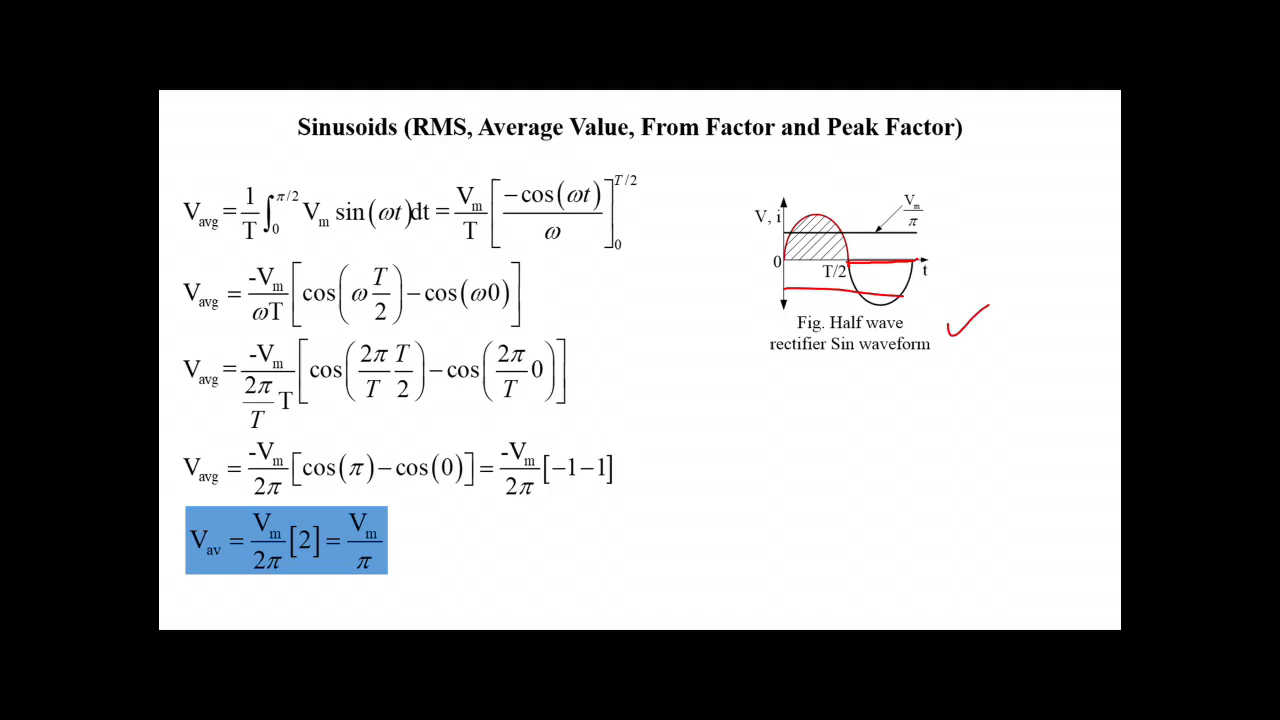 Sinusoids (RMS, Average Value, From Factor and Peak Factor)
V_avg = 1/T ∫_0^{π/2} V_m sin(ωt)dt = V_m/T [−cos(ωt)/ω]_0^{T/2}
V_avg = -V_m/ωT [cos(ω T/2) − cos(ω0)]
V_avg = -V_m/((2π/T) T) [cos(2π/T T/2) − cos(2π/T 0)]
V_avg = -V_m/2π [cos(π) − cos(0)] = -V_m/2π [−1−1]
V_av = V_m/2π [2] = V_m/π
V, i
V_m/π
0
T/2
t
Fig. Half wave
rectifier Sin waveform